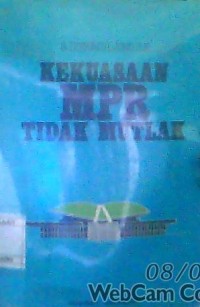 KEKUASAAN
MPR
TIDAK MUTLAK
08/0
WebCam Co